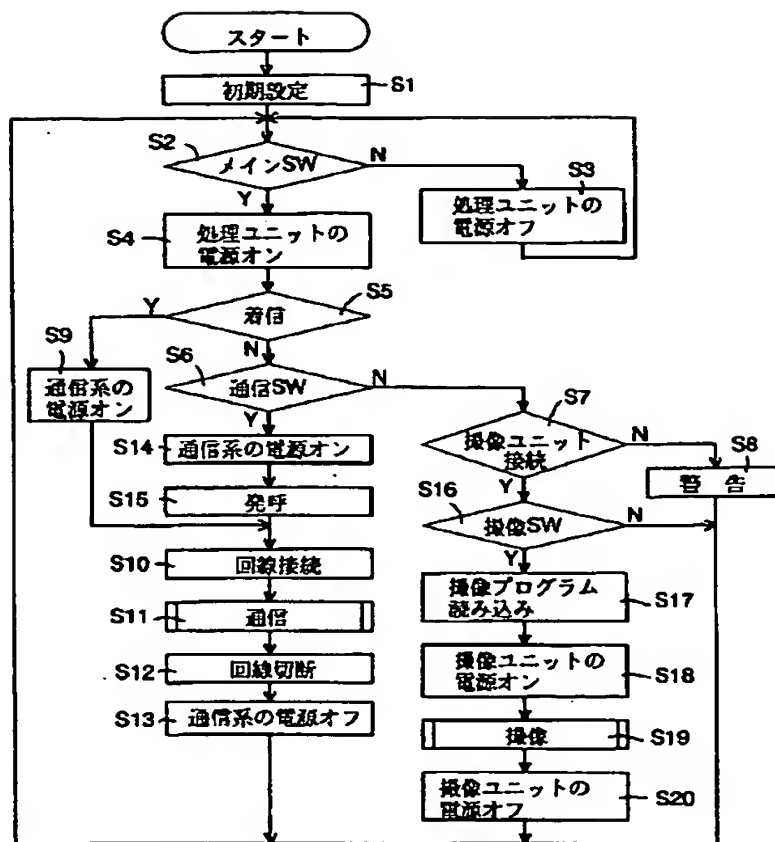 スタート
初期設定
S1
S2
メインSW
N
Y
S3
処理ユニットの
電源オフ
S4
処理ユニットの
電源オン
S5
着信
Y
N
S9
通信系の
電源オン
S6
通信SW
N
Y
S7
撮像ユニット
接続
N
Y
S8
警告
S14
通信系の電源オン
S15
発呼
S16
撮像SW
N
Y
S10
回線接続
S17
撮像プログラム
読み込み
S11
通信
S18
撮像ユニットの
電源オン
S12
回線切断
S19
撮像
S13
通信系の電源オフ
S20
撮像ユニットの
電源オフ